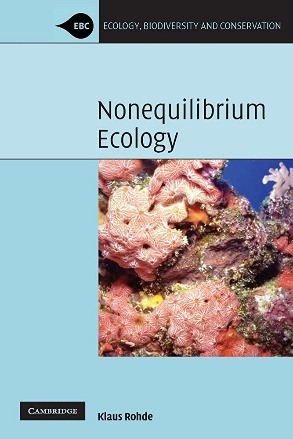 EBC
ECOLOGY, BIODIVERSITY AND CONSERVATION
Nonequilibrium
Ecology
CAMBRIDGE
Klaus Rohde